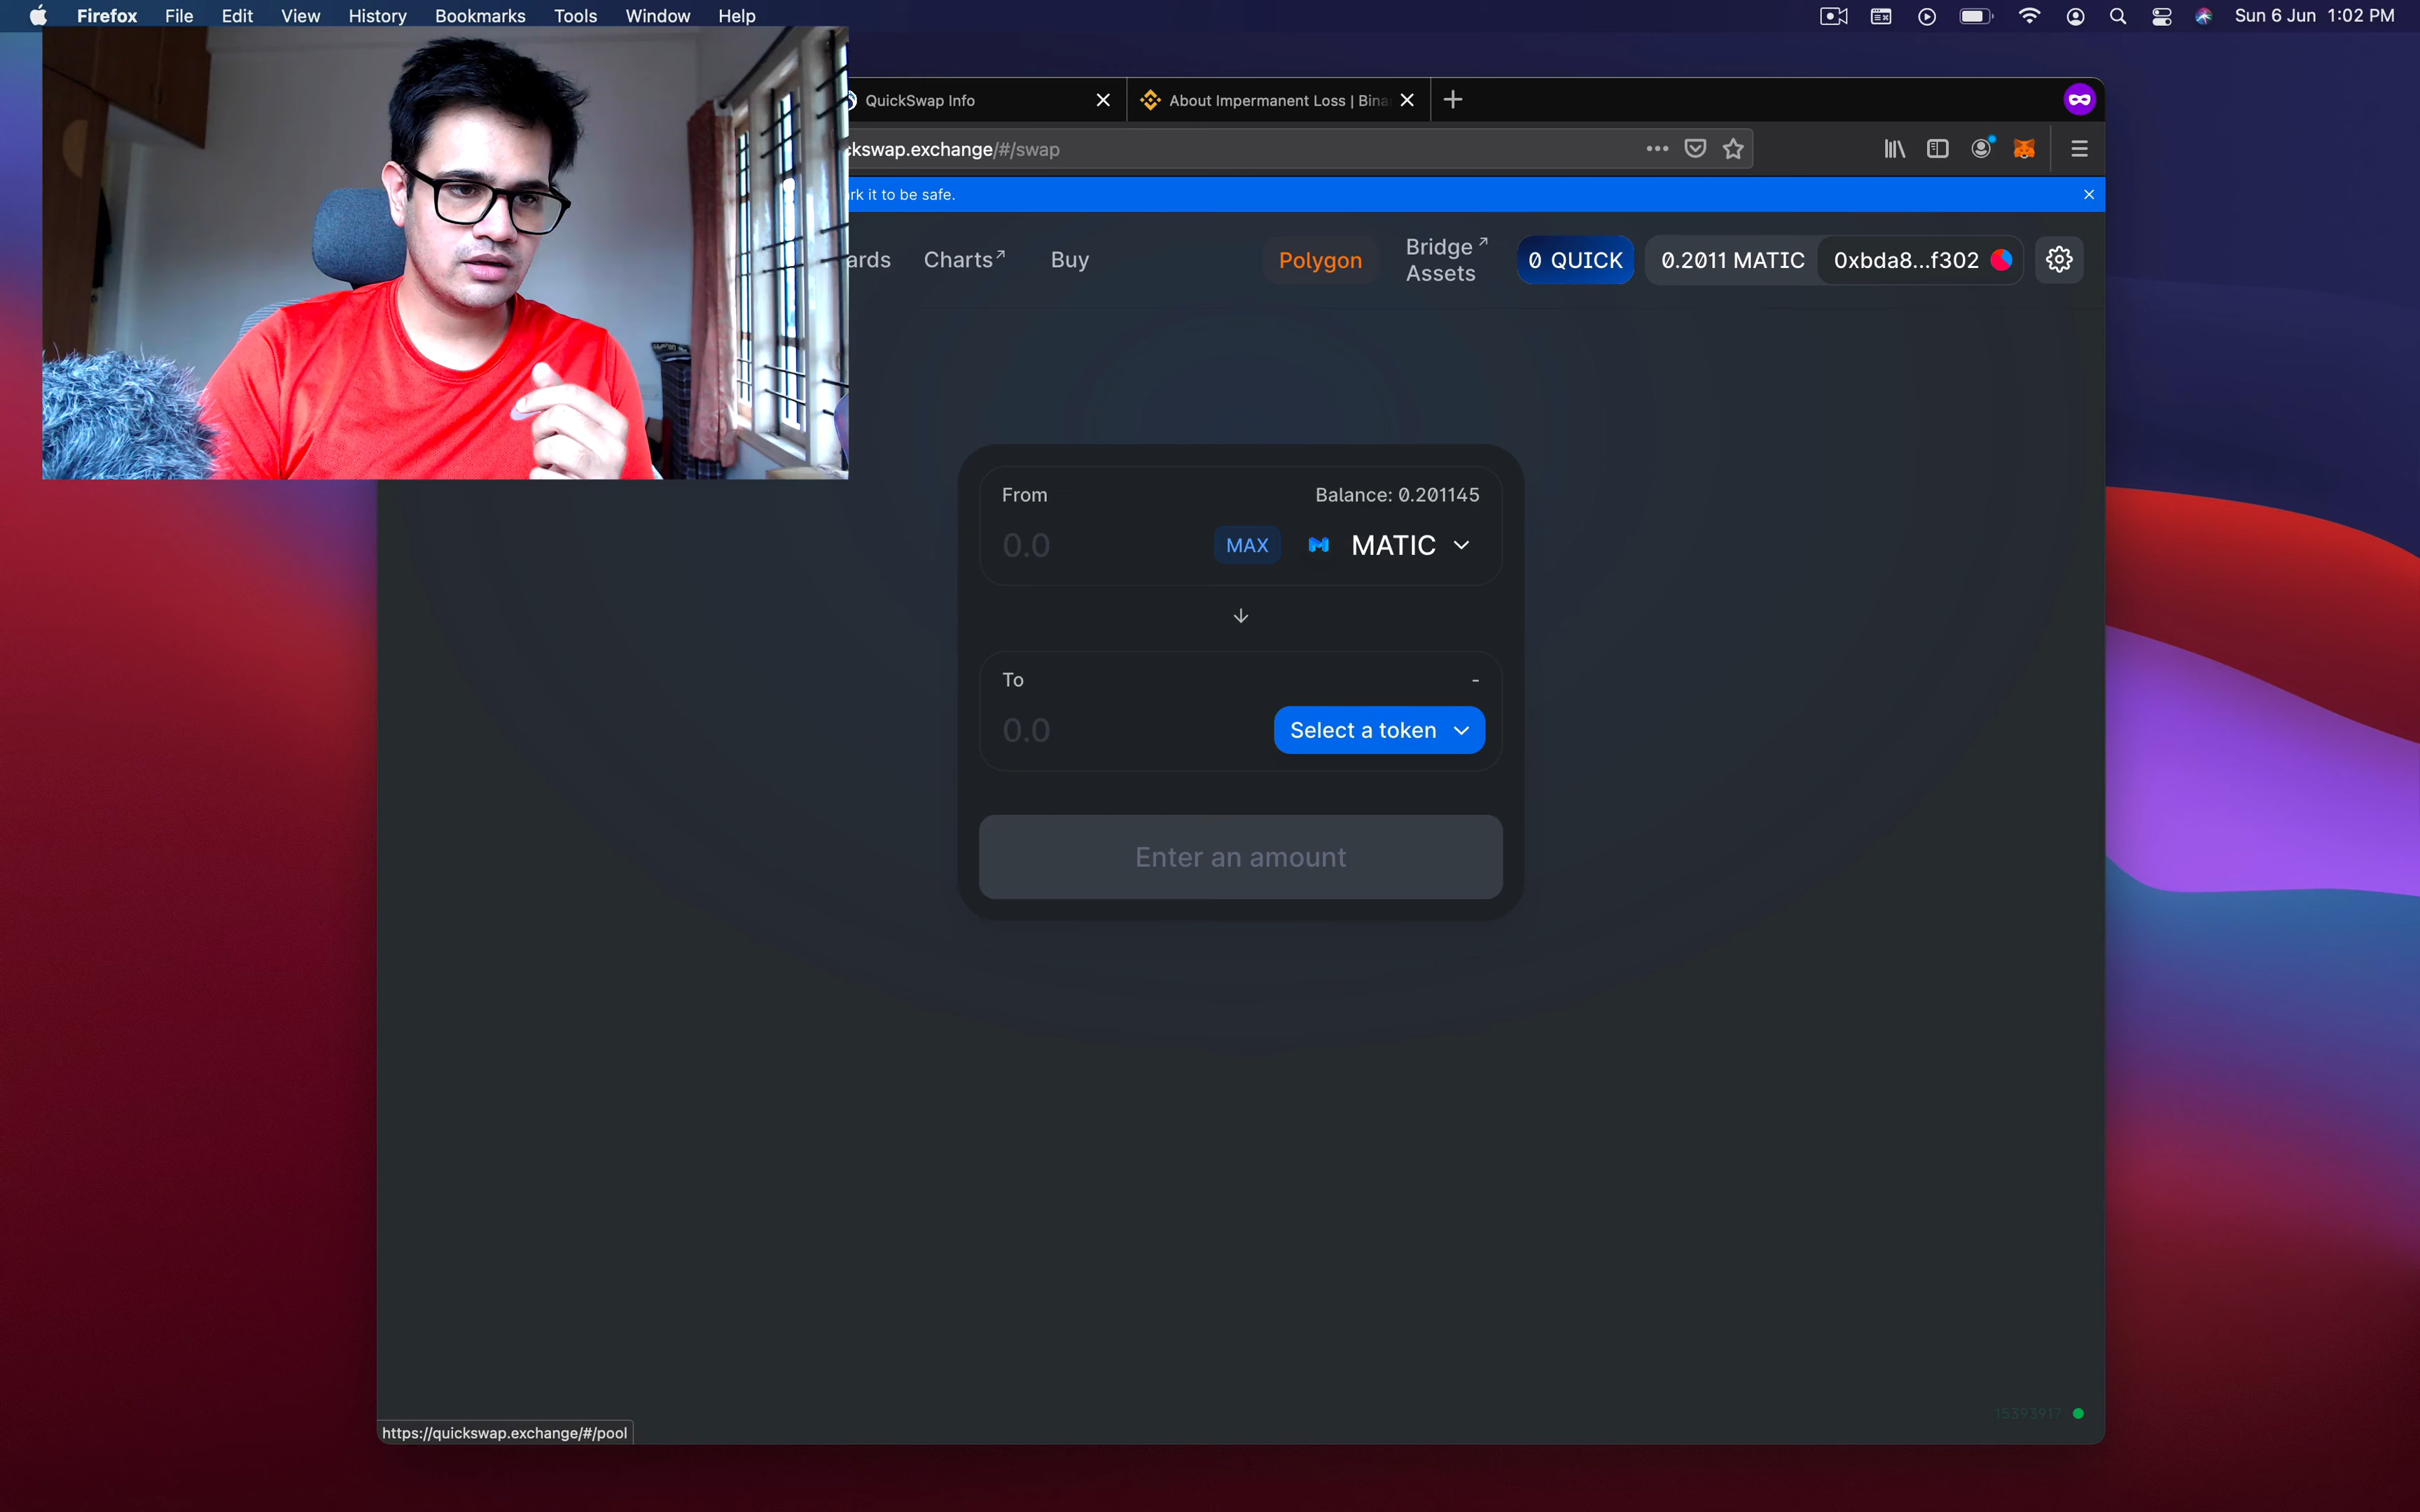 Firefox File Edit View History Bookmarks Tools Window Help Sun 6 Jun 1:02 PM
QuickSwap Info About Impermanent Loss | Bina
ckswap.exchange/#/swap
rk it to be safe.
ards Charts↗ Buy Polygon Bridge↗ Assets 0 QUICK 0.2011 MATIC 0xbda8...f302
From Balance: 0.201145
0.0 MAX MATIC
To -
0.0 Select a token
Enter an amount
15393917
https://quickswap.exchange/#/pool